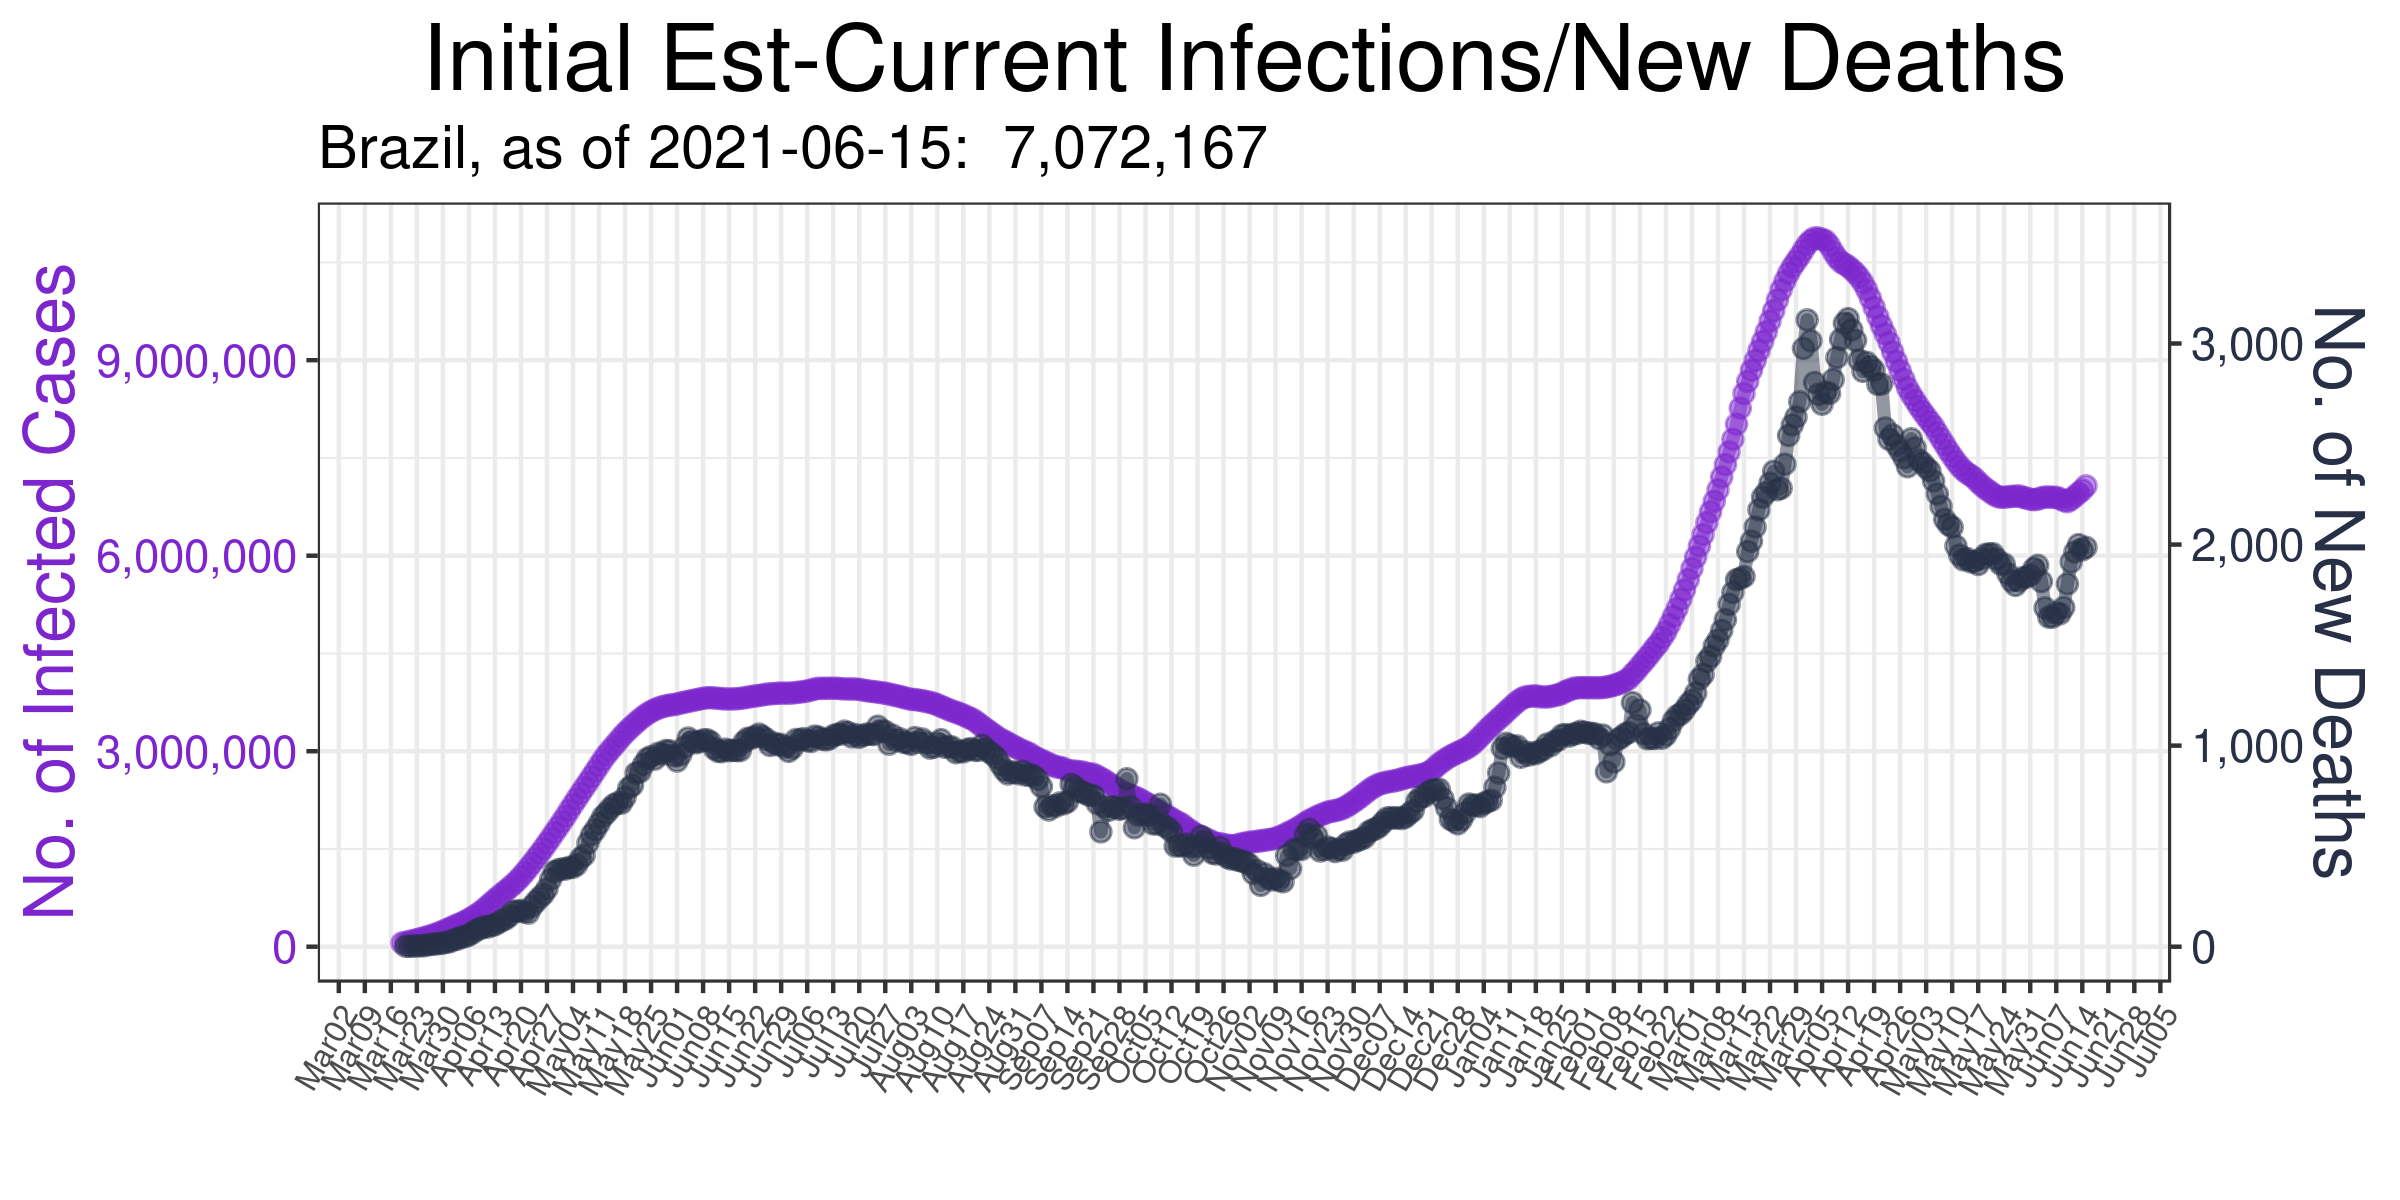 Initial Est-Current Infections/New Deaths
Brazil, as of 2021-06-15: 7,072,167
No. of Infected Cases
9,000,000
6,000,000
3,000,000
0
3,000
2,000
1,000
0
No. of New Deaths
Mar02
Mar09
Mar16
Mar23
Mar30
Apr06
Apr13
Apr20
Apr27
May04
May11
May18
May25
Jun01
Jun08
Jun15
Jun22
Jun29
Jul06
Jul13
Jul20
Jul27
Aug03
Aug10
Aug17
Aug24
Aug31
Sep07
Sep14
Sep21
Sep28
Oct05
Oct12
Oct19
Oct26
Nov02
Nov09
Nov16
Nov23
Nov30
Dec07
Dec14
Dec21
Dec28
Jan04
Jan11
Jan18
Jan25
Feb01
Feb08
Feb15
Feb22
Mar01
Mar08
Mar15
Mar22
Mar29
Apr05
Apr12
Apr19
Apr26
May03
May10
May17
May24
May31
Jun07
Jun14
Jun21
Jun28
Jul05